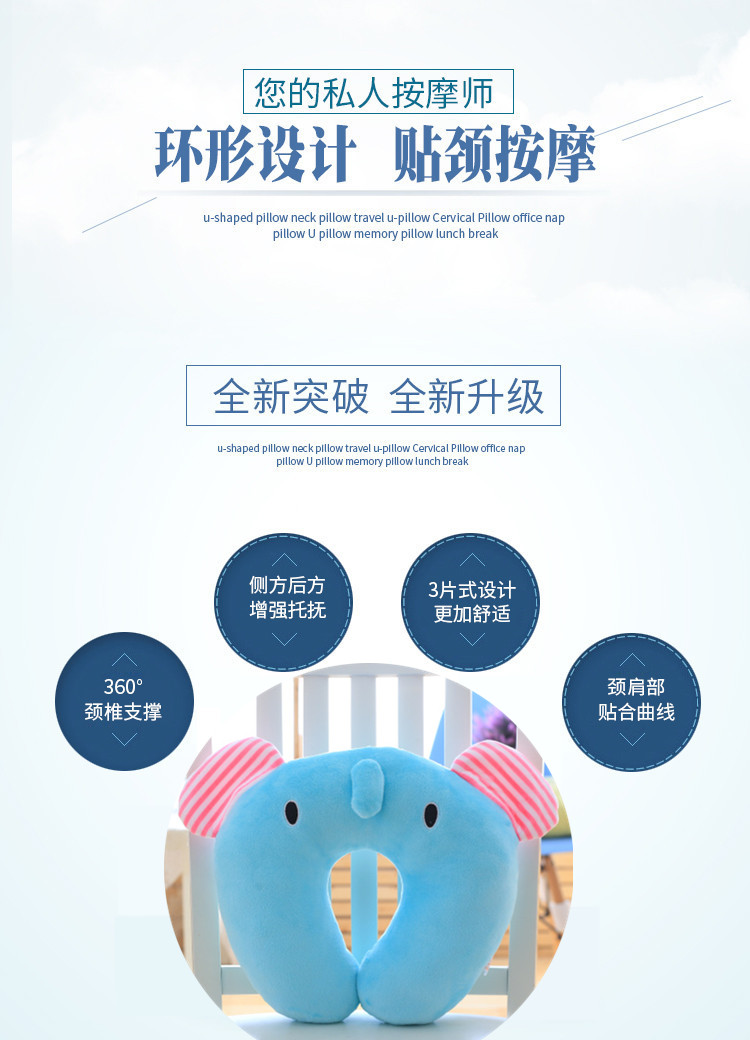 您的私人按摩师
环形设计 贴颈按摩
u-shaped pillow neck pillow travel u-pillow Cervical Pillow office nap
pillow U pillow memory pillow lunch break
全新突破 全新升级
u-shaped pillow neck pillow travel u-pillow Cervical Pillow office nap
pillow U pillow memory pillow lunch break
侧方后方
增强托抚
3片式设计
更加舒适
360°
颈椎支撑
颈肩部
贴合曲线